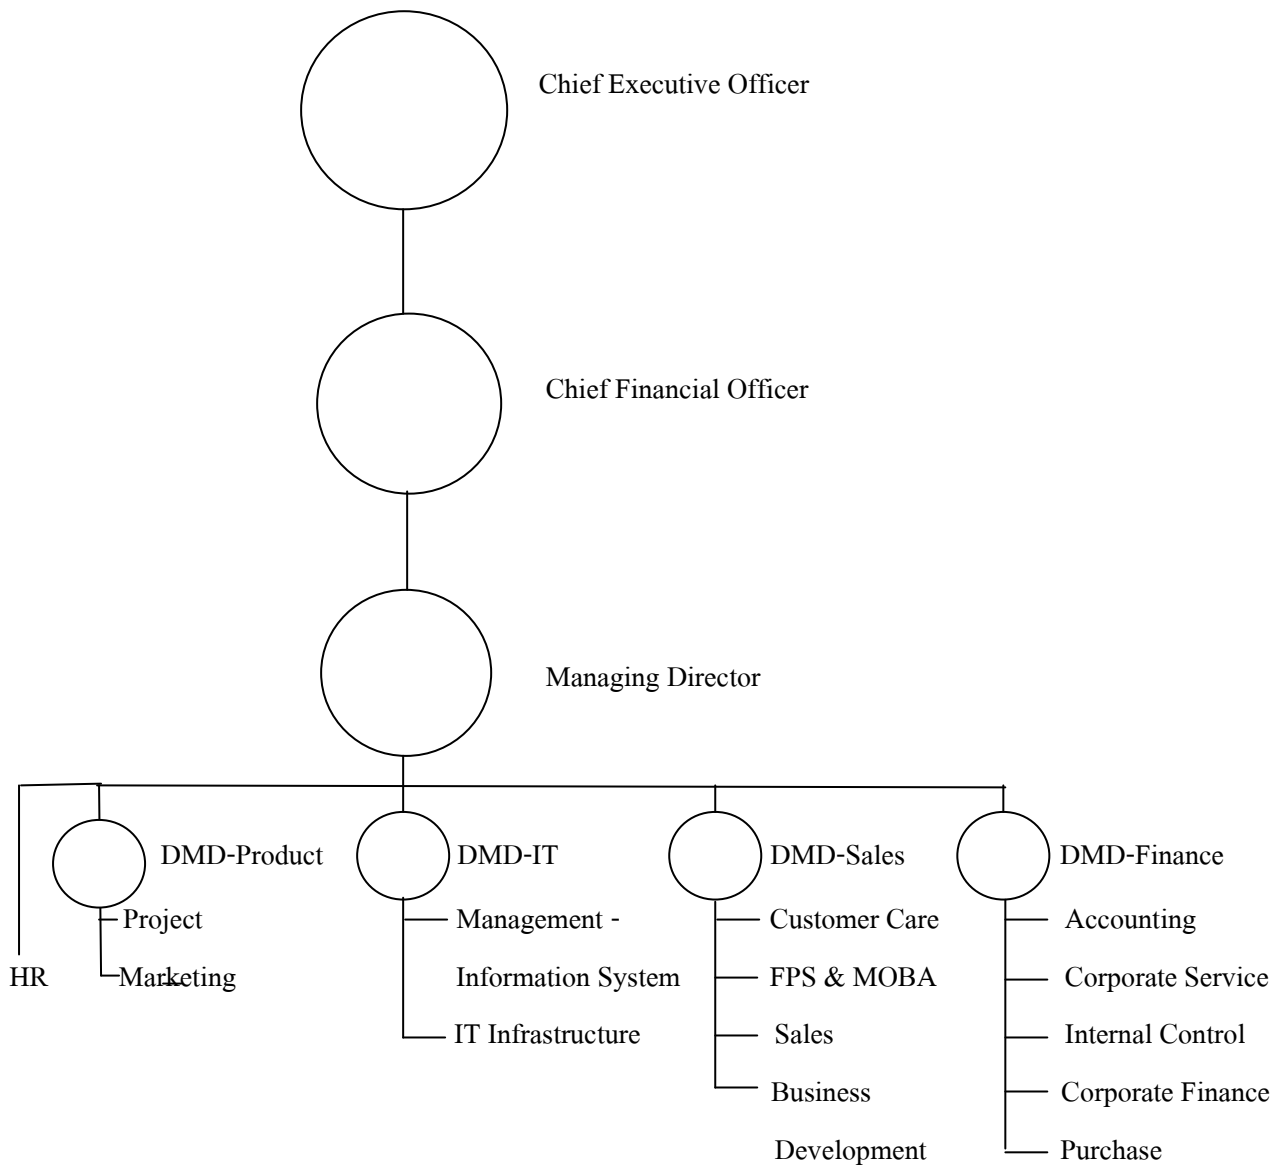 Chief Executive Officer
Chief Financial Officer
Managing Director
DMD-Product
Project
Marketing
HR
DMD-IT
Management -
Information System
IT Infrastructure
DMD-Sales
Customer Care
FPS & MOBA
Sales
Business
Development
DMD-Finance
Accounting
Corporate Service
Internal Control
Corporate Finance
Purchase